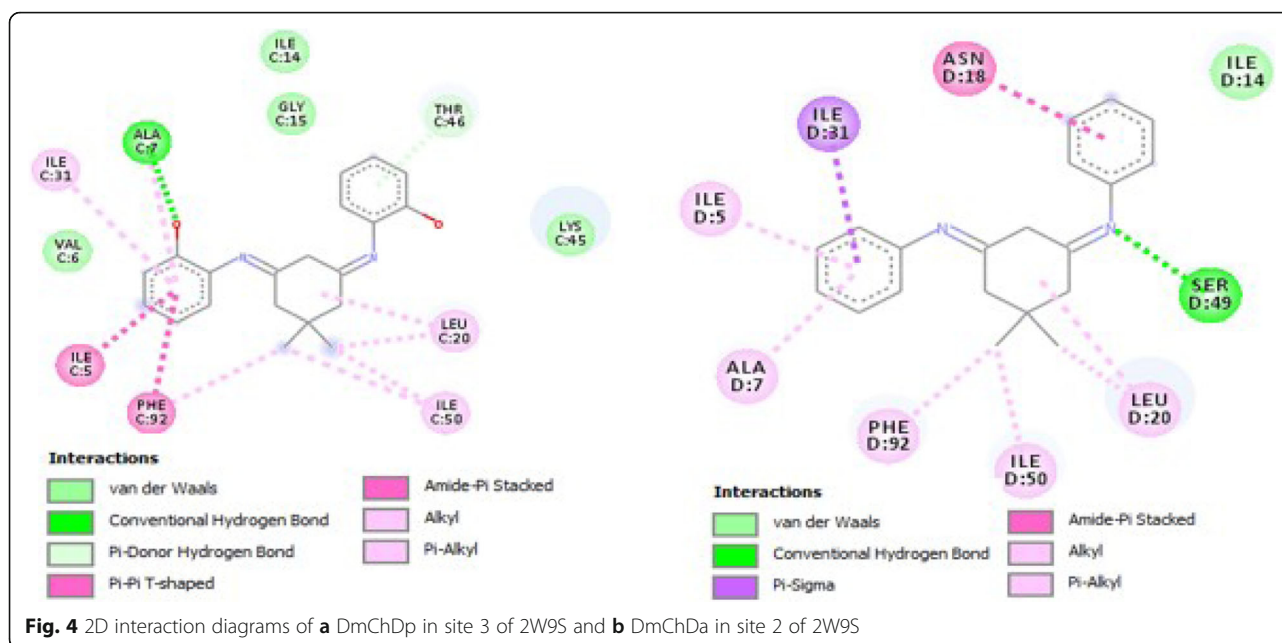 ILE
C:14
GLY
C:15
THR
C:46
ALA
C:7
ILE
C:31
VAL
C:6
LYS
C:45
O
O
N
N
LEU
C:20
ILE
C:5
PHE
C:92
ILE
C:50
Interactions
van der Waals
Conventional Hydrogen Bond
Pi-Donor Hydrogen Bond
Pi-Pi T-shaped
Amide-Pi Stacked
Alkyl
Pi-Alkyl
ASN
D:18
ILE
D:14
ILE
D:31
ILE
D:5
N
N
SER
D:49
ALA
D:7
LEU
D:20
PHE
D:92
ILE
D:50
Interactions
van der Waals
Conventional Hydrogen Bond
Pi-Sigma
Amide-Pi Stacked
Alkyl
Pi-Alkyl
Fig. 4 2D interaction diagrams of a DmChDp in site 3 of 2W9S and b DmChDa in site 2 of 2W9S